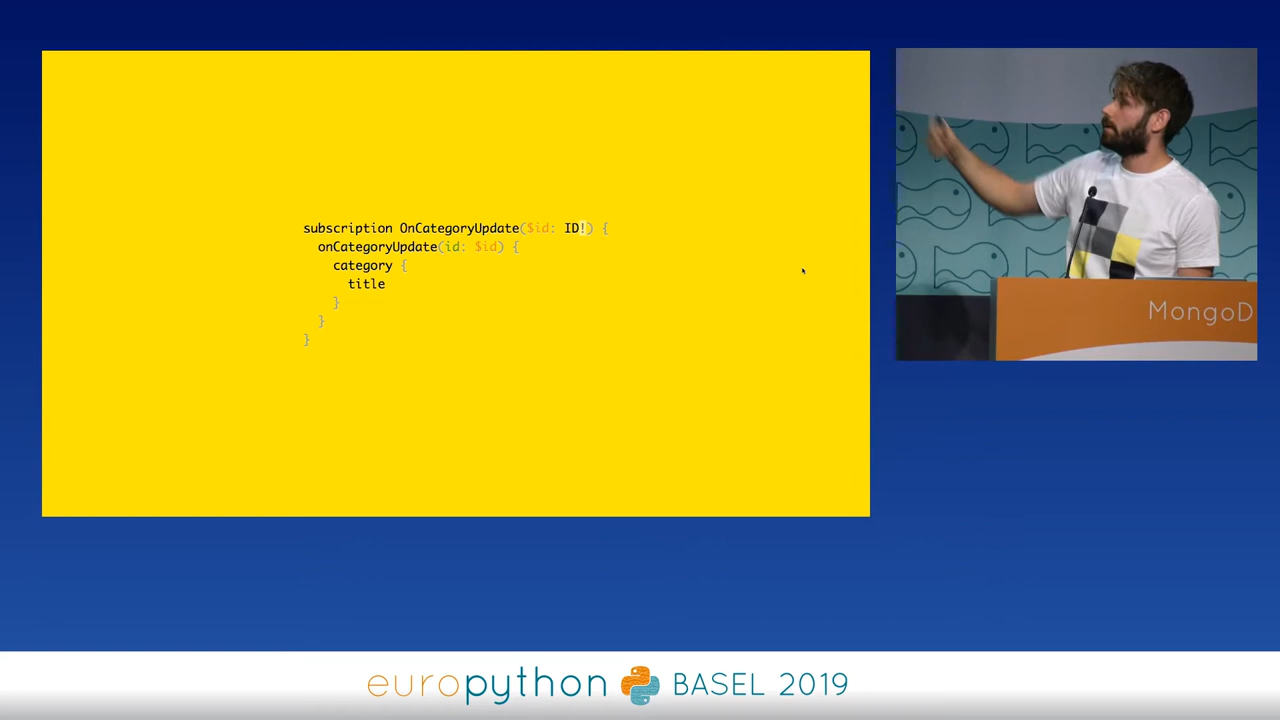 subscription OnCategoryUpdate($id: ID!) {
onCategoryUpdate(id: $id) {
category {
title
}
}
}
MongoD
europython BASEL 2019